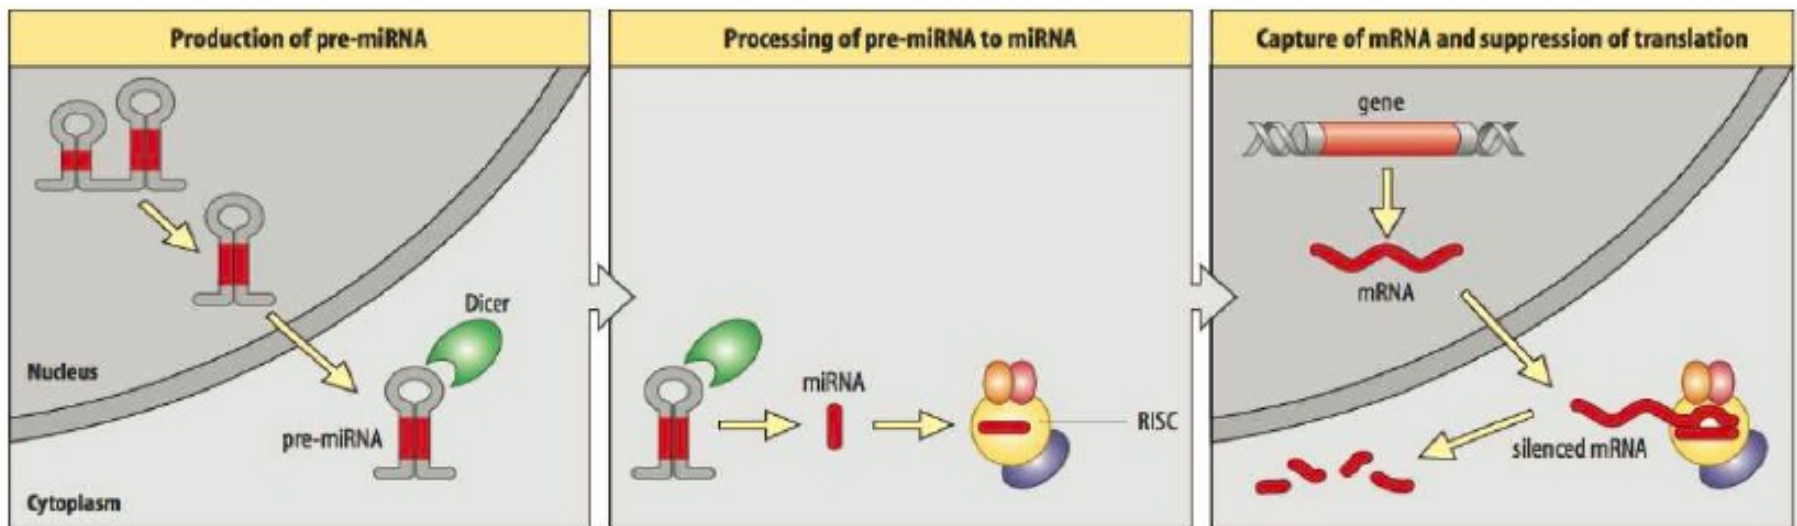 Production of pre-miRNA
Nucleus
Dicer
pre-miRNA
Cytoplasm
Processing of pre-miRNA to miRNA
miRNA
RISC
Capture of mRNA and suppression of translation
gene
mRNA
silenced mRNA